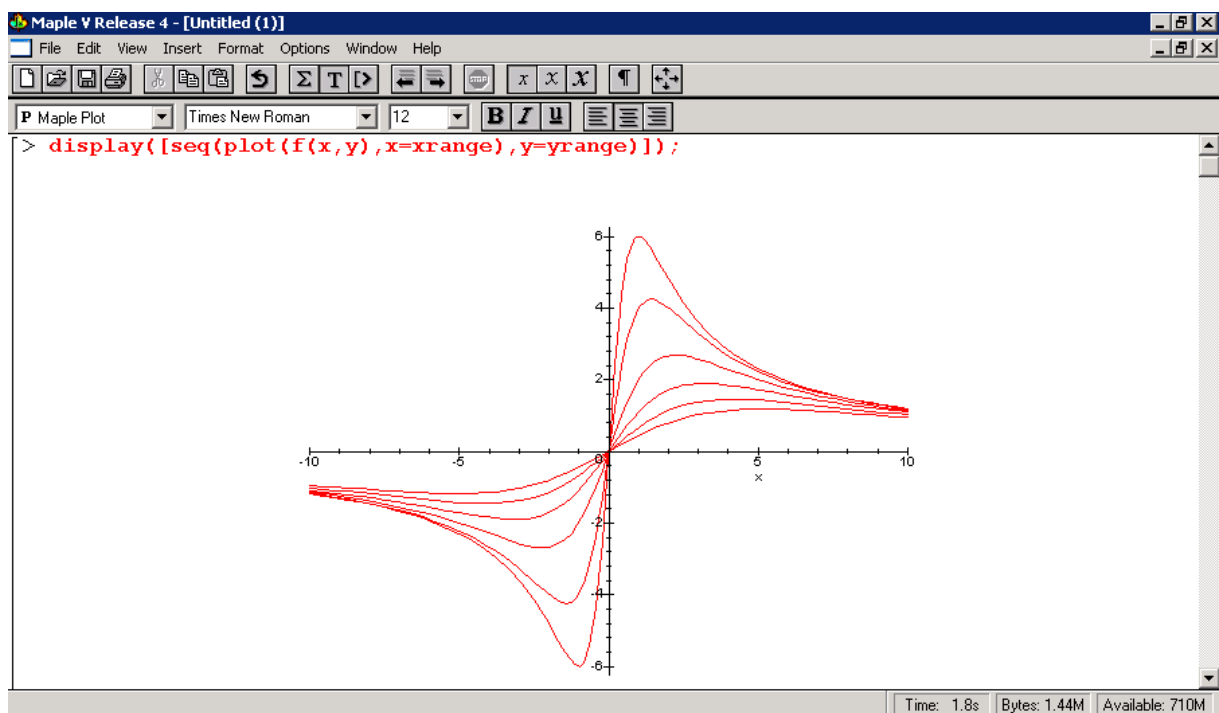 Maple V Release 4 - [Untitled (1)]
File Edit View Insert Format Options Window Help
Σ T [> STOP x x x ¶
P Maple Plot Times New Roman 12 B I u
[> display([seq(plot(f(x,y),x=xrange),y=yrange)]);
6
4
2
-10 -5 0 5 10
x
-2
-4
-6
Time: 1.8s Bytes: 1.44M Available: 710M